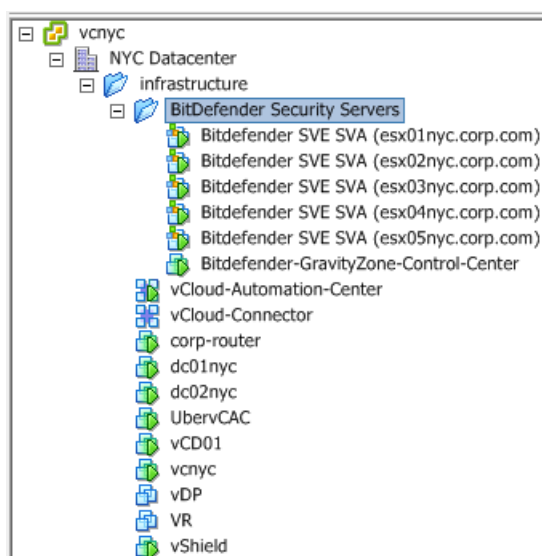 vcnyc
NYC Datacenter
infrastructure
BitDefender Security Servers
Bitdefender SVE SVA (esx01nyc.corp.com)
Bitdefender SVE SVA (esx02nyc.corp.com)
Bitdefender SVE SVA (esx03nyc.corp.com)
Bitdefender SVE SVA (esx04nyc.corp.com)
Bitdefender SVE SVA (esx05nyc.corp.com)
Bitdefender-GravityZone-Control-Center
vCloud-Automation-Center
vCloud-Connector
corp-router
dc01nyc
dc02nyc
UbervCAC
vCD01
vcnyc
vDP
VR
vShield